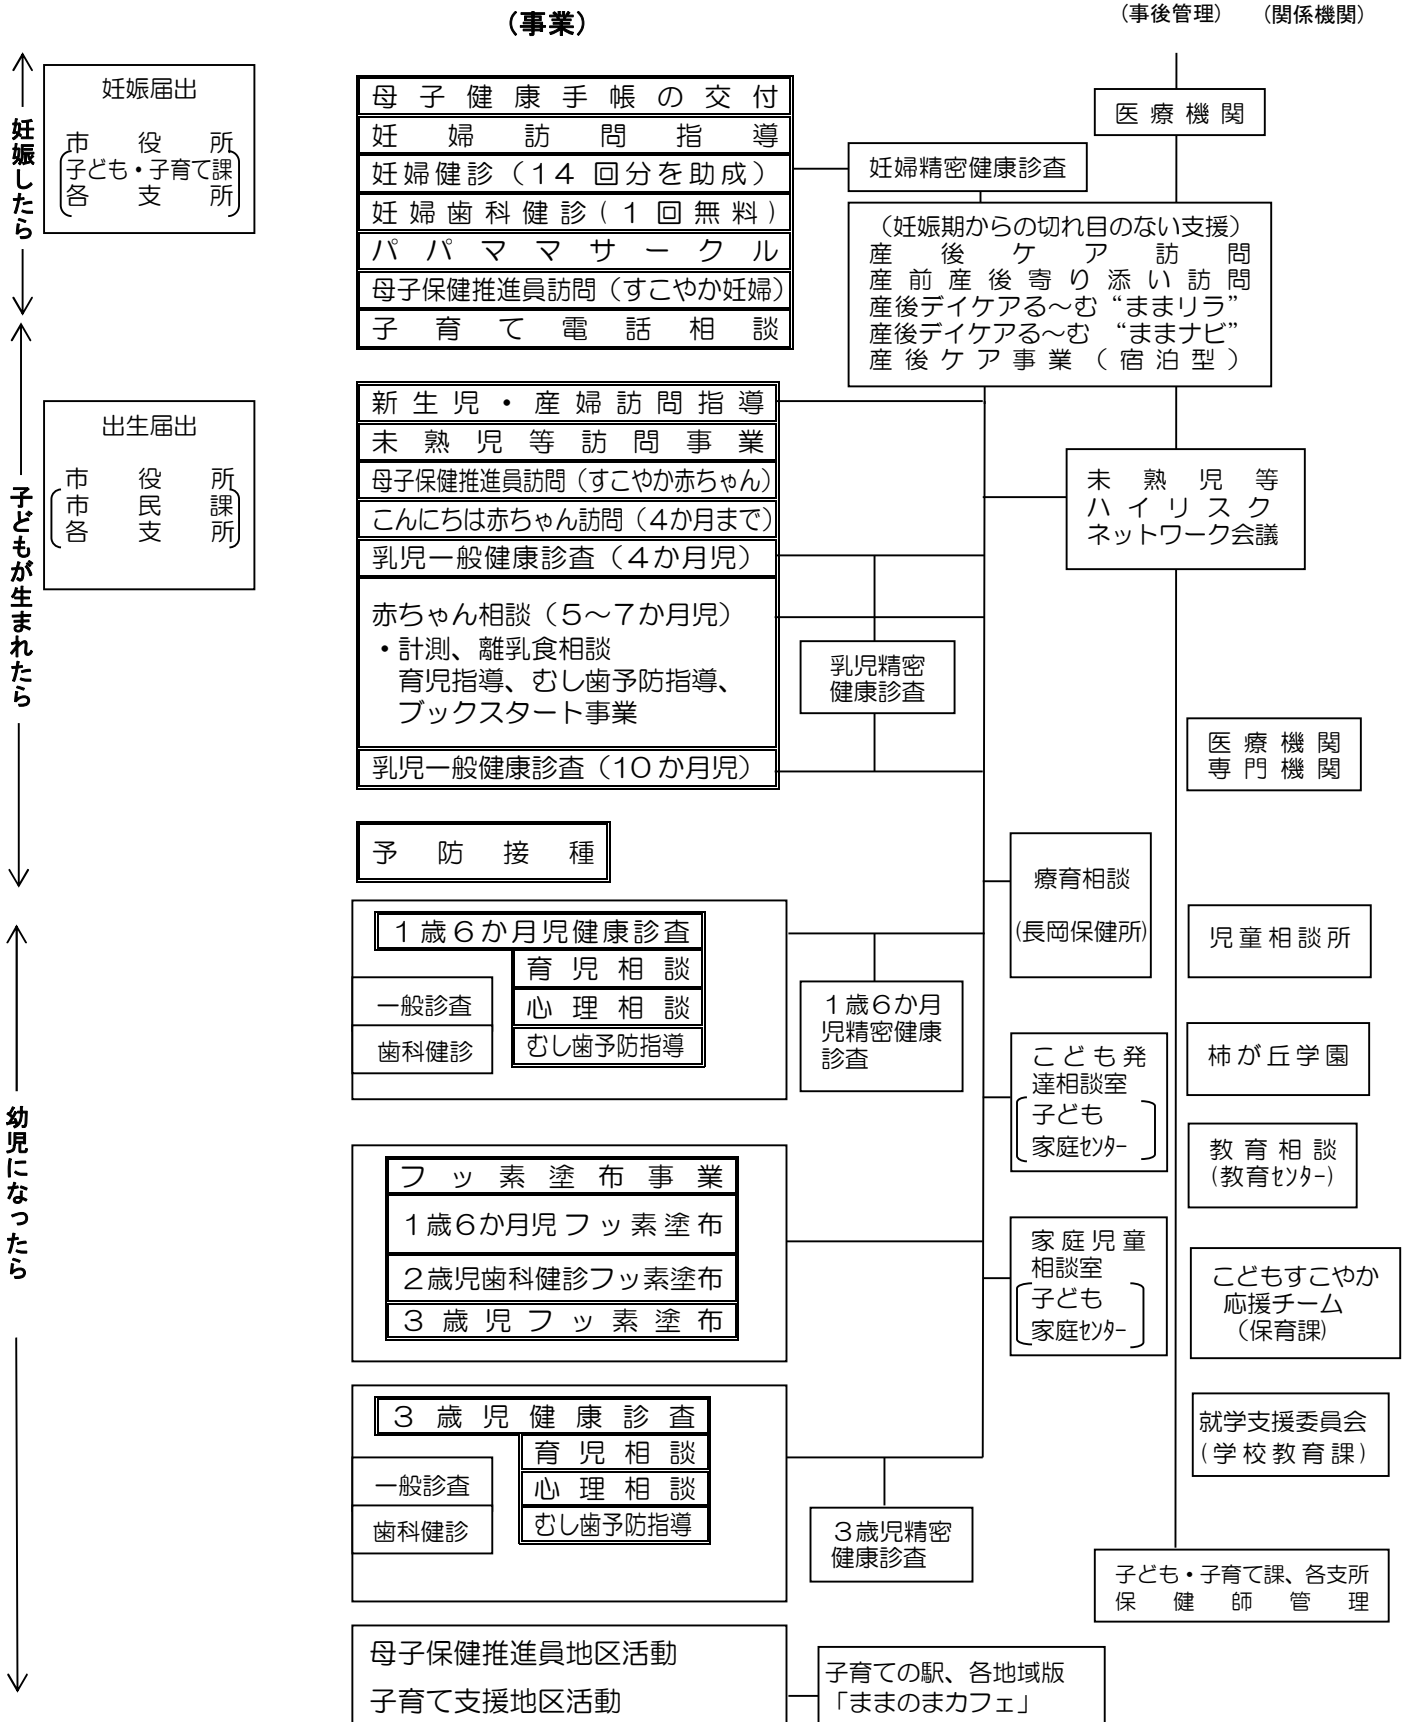 （事業）
（事後管理）
（関係機関）
妊娠したら
妊娠届出
市役所
子ども・子育て課
各支所
母子健康手帳の交付
妊婦訪問指導
妊婦健診（14 回分を助成）
妊婦歯科健診（１回無料）
パパママサークル
母子保健推進員訪問（すこやか妊婦）
子育て電話相談
妊婦精密健康診査
医療機関
（妊娠期からの切れ目のない支援）
産後ケア訪問
産前産後寄り添い訪問
産後デイケアる～む “ままリラ”
産後デイケアる～む “ままナビ”
産後ケア事業（宿泊型）
子どもが生まれたら
出生届出
市役所
市民課
各支所
新生児・産婦訪問指導
未熟児等訪問事業
母子保健推進員訪問（すこやか赤ちゃん）
こんにちは赤ちゃん訪問（４か月まで）
乳児一般健康診査（４か月児）
赤ちゃん相談（５～７か月児）
・計測、離乳食相談
育児指導、むし歯予防指導、
ブックスタート事業
乳児一般健康診査（10 か月児）
乳児精密
健康診査
未熟児等
ハイリスク
ネットワーク会議
医療機関
専門機関
予防接種
療育相談
(長岡保健所)
児童相談所
幼児になったら
１歳６か月児健康診査
育児相談
心理相談
むし歯予防指導
一般診査
歯科健診
１歳６か月
児精密健康
診査
こども発
達相談室
子ども
家庭ｾﾝﾀｰ
柿が丘学園
教育相談
(教育ｾﾝﾀｰ)
フッ素塗布事業
１歳６か月児フッ素塗布
２歳児歯科健診フッ素塗布
３歳児フッ素塗布
家庭児童
相談室
子ども
家庭ｾﾝﾀｰ
こどもすこやか
応援チーム
（保育課）
３歳児健康診査
育児相談
心理相談
むし歯予防指導
一般診査
歯科健診
３歳児精密
健康診査
就学支援委員会
(学校教育課)
子ども・子育て課、各支所
保健師管理
母子保健推進員地区活動
子育て支援地区活動
子育ての駅、各地域版
「ままのまカフェ」